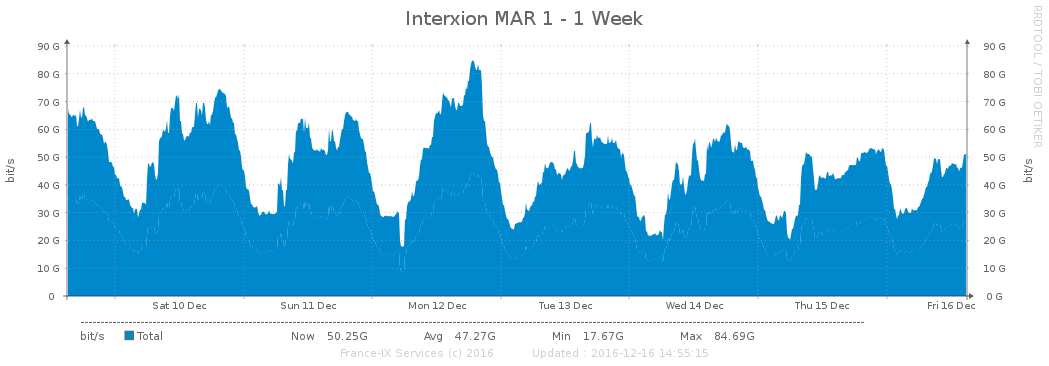 Interxion MAR 1 - 1 Week
RRDTOOL / TOBI OETIKER
90 G 90 G
80 G 80 G
70 G 70 G
60 G 60 G
50 G 50 G
40 G 40 G
30 G 30 G
20 G 20 G
10 G 10 G
0 0 G
bit/s bit/s
Sat 10 Dec Sun 11 Dec Mon 12 Dec Tue 13 Dec Wed 14 Dec Thu 15 Dec Fri 16 Dec
bit/s Total Now 50.25G Avg 47.27G Min 17.67G Max 84.69G
France-IX Services (c) 2016 Updated : 2016-12-16 14:55:15